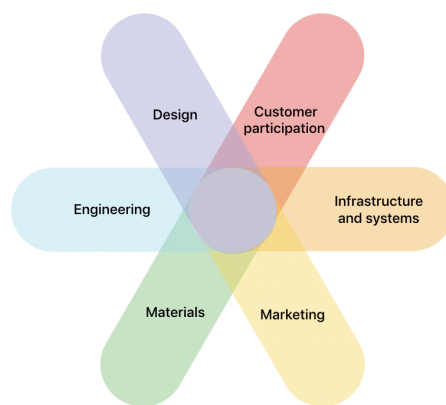 Design
Customer
participation
Engineering
Infrastructure
and systems
Materials
Marketing